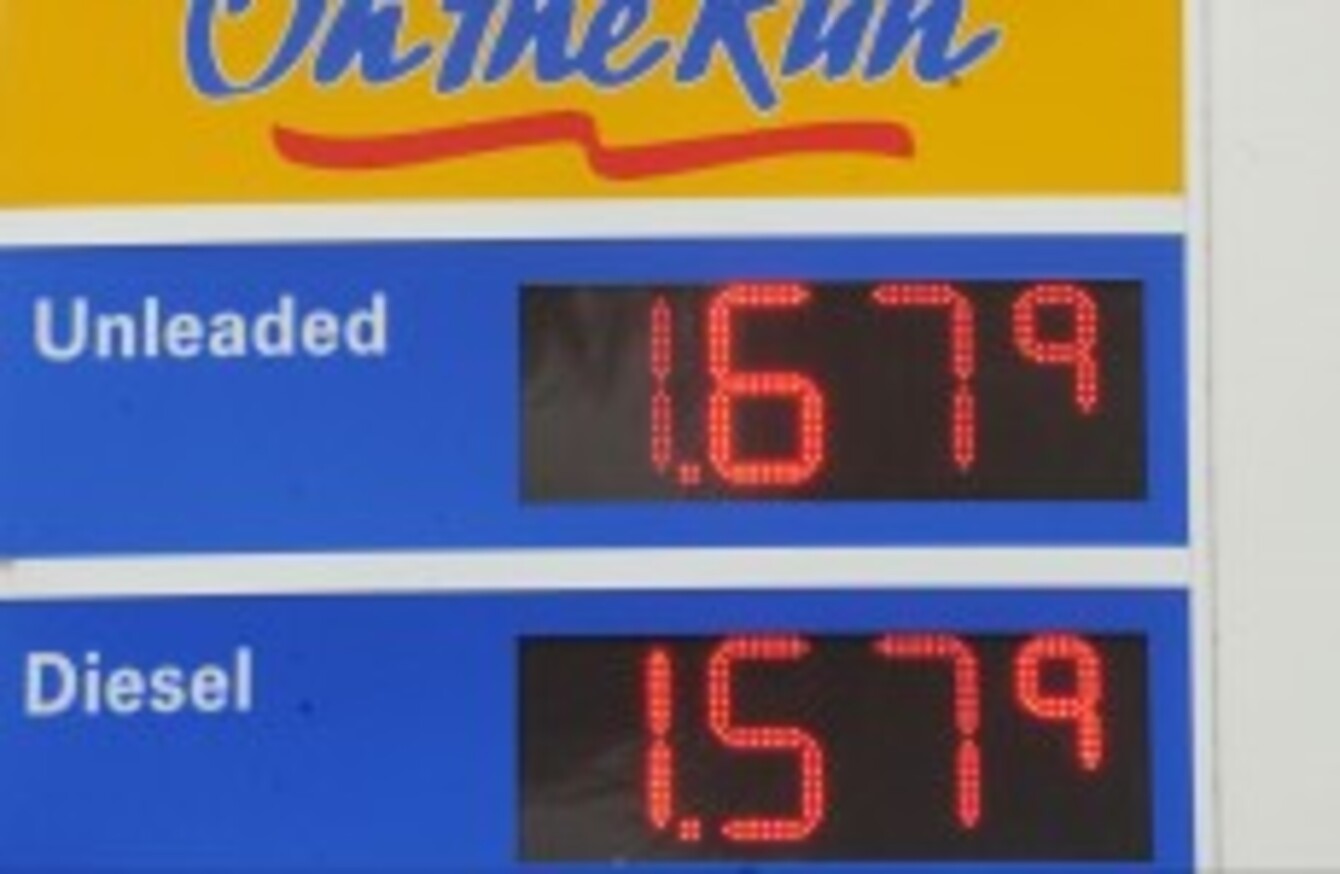 On the Run
Unleaded 1.679
Diesel 1.579